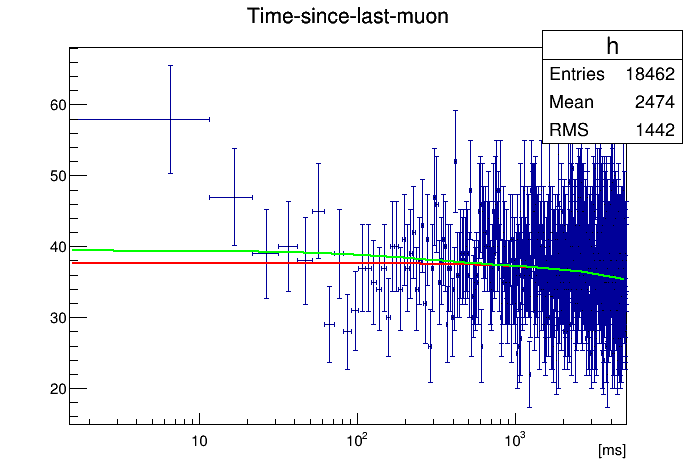 Time-since-last-muon
h
Entries 18462
Mean 2474
RMS 1442
60
50
40
30
20
10
10²
10³
[ms]